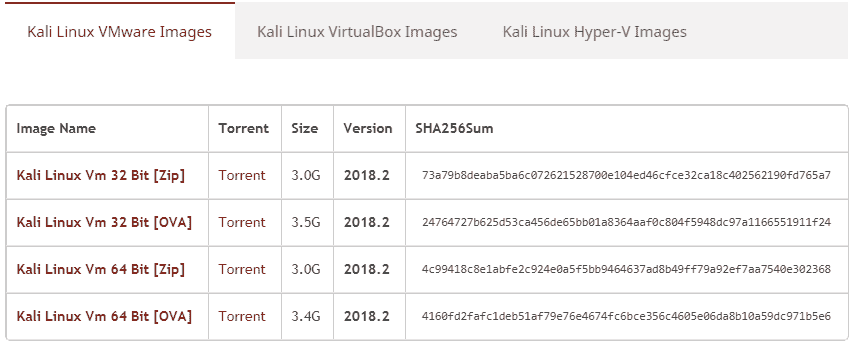 Kali Linux VMware Images Kali Linux VirtualBox Images Kali Linux Hyper-V Images
Image Name Torrent Size Version SHA256Sum
Kali Linux Vm 32 Bit [Zip] Torrent 3.0G 2018.2 73a79b8deaba5ba6c072621528700e104ed46cfce32ca18c402562190fd765a7
Kali Linux Vm 32 Bit [OVA] Torrent 3.5G 2018.2 24764727b625d53ca456de65bb01a8364aaf0c804f5948dc97a1166551911f24
Kali Linux Vm 64 Bit [Zip] Torrent 3.0G 2018.2 4c99418c8e1abfe2c924e0a5f5bb9464637ad8b49ff79a92ef7aa7540e302368
Kali Linux Vm 64 Bit [OVA] Torrent 3.4G 2018.2 4160fd2fafc1deb51af79e76e4674fc6bce356c4605e06da8b10a59dc971b5e6